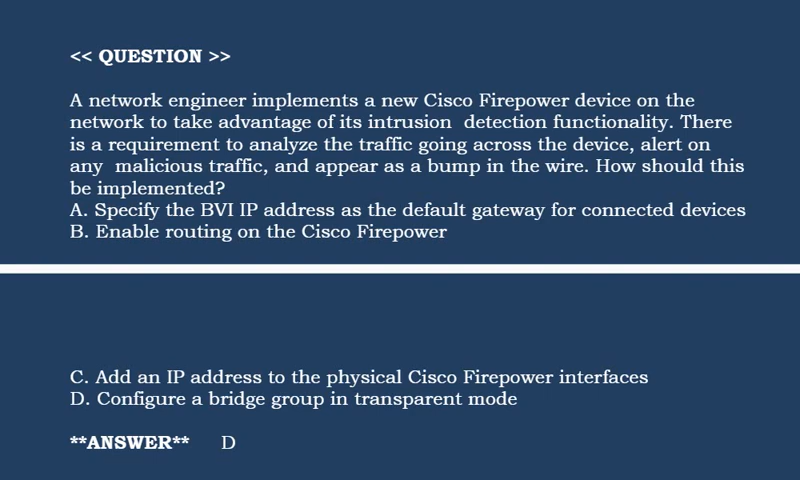 << QUESTION >>
A network engineer implements a new Cisco Firepower device on the
network to take advantage of its intrusion  detection functionality. There
is a requirement to analyze the traffic going across the device, alert on
any  malicious traffic, and appear as a bump in the wire. How should this
be implemented?
A. Specify the BVI IP address as the default gateway for connected devices
B. Enable routing on the Cisco Firepower
C. Add an IP address to the physical Cisco Firepower interfaces
D. Configure a bridge group in transparent mode
**ANSWER** D